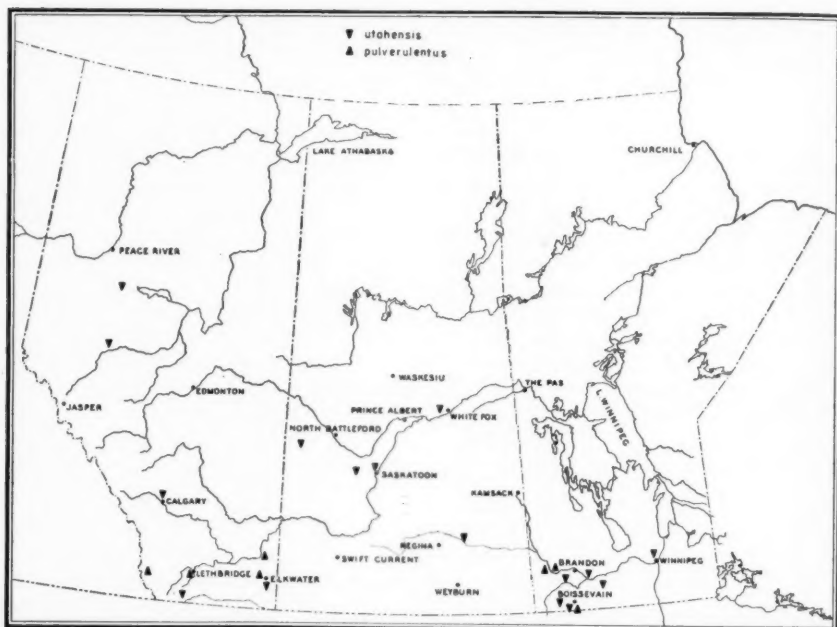 utahensis
pulverulentus
CHURCHILL
LAKE ATHABASKA
PEACE RIVER
WASKESIU
THE PAS
EDMONTON
JASPER
PRINCE ALBERT
WHITE FOX
L. WINNIPEG
NORTH BATTLEFORD
SASKATOON
KAMSACK
CALGARY
REGINA
SWIFT CURRENT
BRANDON
WINNIPEG
LETHBRIDGE
ELKWATER
WEYBURN
BOISSEVAIN